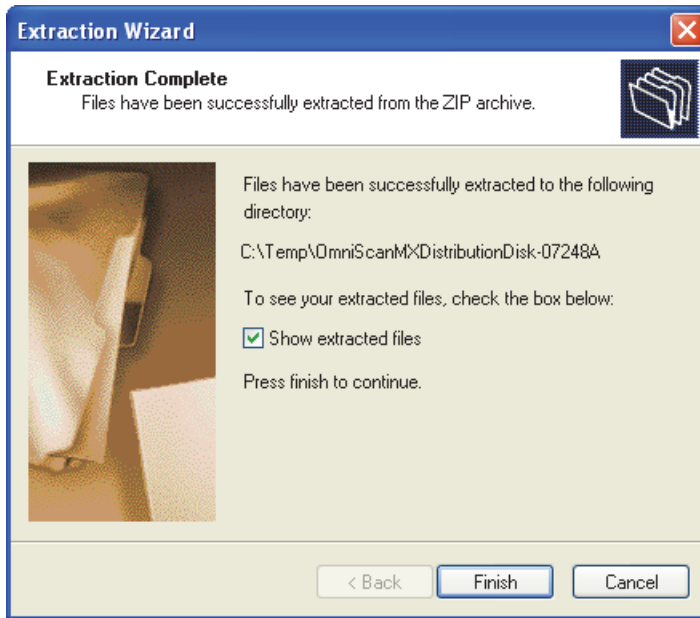 Extraction Wizard
Extraction Complete
Files have been successfully extracted from the ZIP archive.
Files have been successfully extracted to the following
directory:
C:\Temp\OmniScanMXDistributionDisk-07248A
To see your extracted files, check the box below:
Show extracted files
Press finish to continue.
< Back
Finish
Cancel